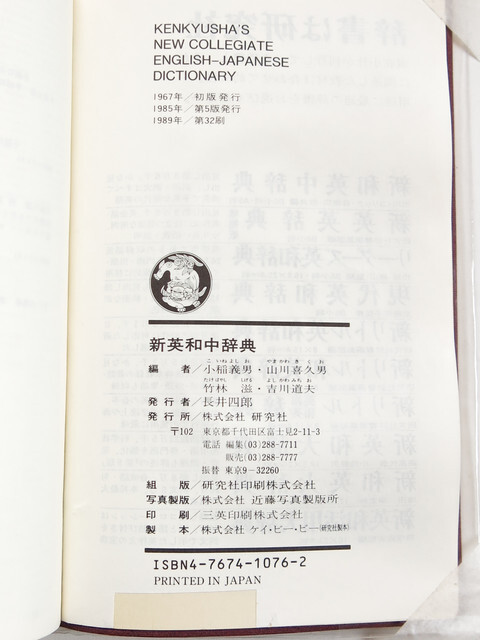 KENKYUSHA'S
NEW COLLEGIATE
ENGLISH–JAPANESE
DICTIONARY
1967年／初版発行
1985年／第5版発行
1989年／第32刷
新英和中辞典
編者／小稲義男・山川喜久男
竹林 滋・吉川道夫
発行者／長井四郎
発行所／株式会社 研究社
〒102 東京都千代田区富士見2-11-3
電話 編集(03)288-7711
販売(03)288-7777
振替 東京9-32260
組版／研究社印刷株式会社
写真製版／株式会社 近藤写真製版所
印刷／三英印刷株式会社
製本／株式会社 ケイ・ビー・ビー(研究社製本)
ISBN4-7674-1076-2
PRINTED IN JAPAN